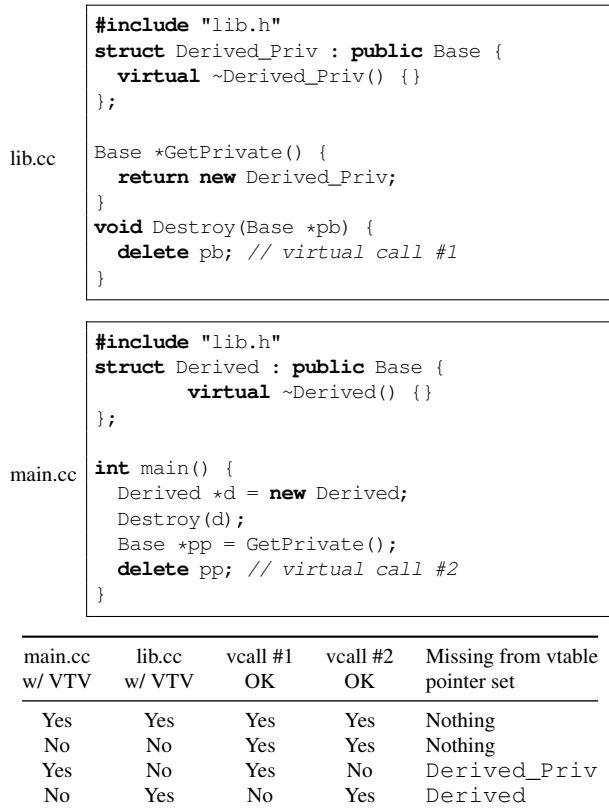 #include "lib.h"
struct Derived_Priv : public Base {
  virtual ~Derived_Priv() {}
};

lib.cc
Base *GetPrivate() {
  return new Derived_Priv;
}
void Destroy(Base *pb) {
  delete pb; // virtual call #1
}

#include "lib.h"
struct Derived : public Base {
        virtual ~Derived() {}
};

main.cc
int main() {
  Derived *d = new Derived;
  Destroy(d);
  Base *pp = GetPrivate();
  delete pp; // virtual call #2
}

main.cc lib.cc vcall #1 vcall #2 Missing from vtable
w/ VTV w/ VTV OK OK pointer set
Yes Yes Yes Yes Nothing
No No Yes Yes Nothing
Yes No Yes No Derived_Priv
No Yes No Yes Derived